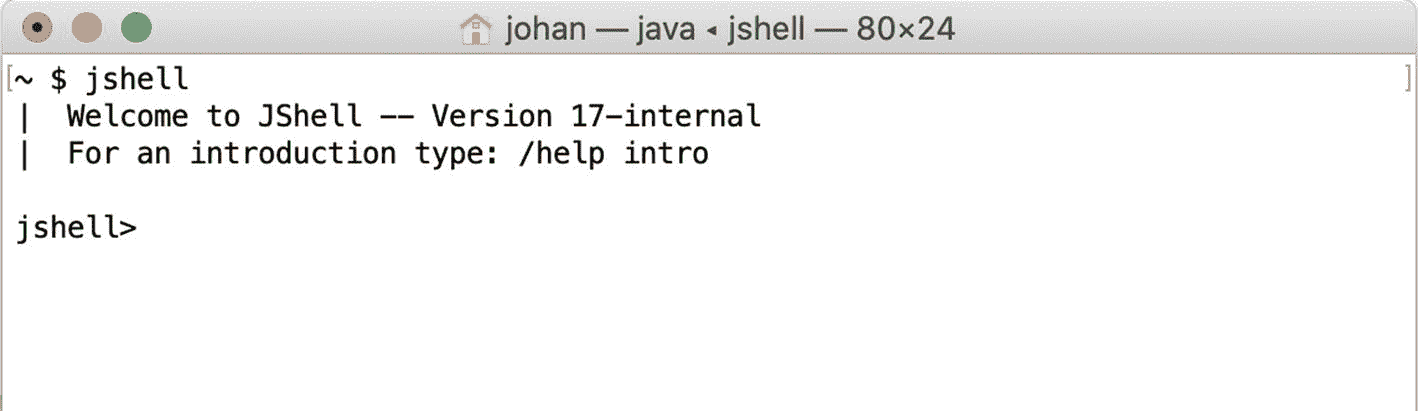 johan — java ◂ jshell — 80×24
[~ $ jshell ]
|  Welcome to JShell -- Version 17-internal
|  For an introduction type: /help intro
jshell>